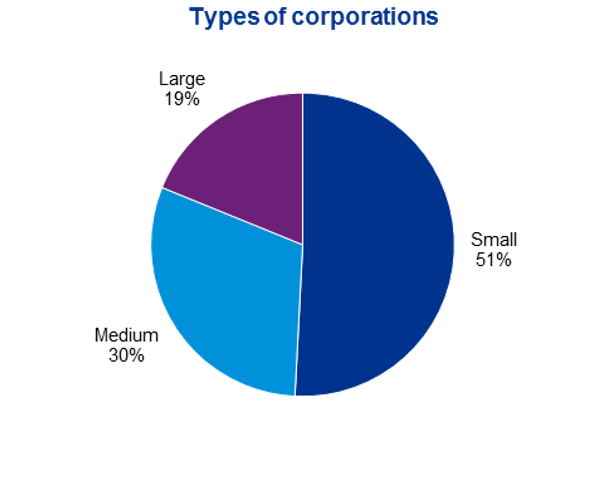 Types of corporations
Large
19%
Small
51%
Medium
30%